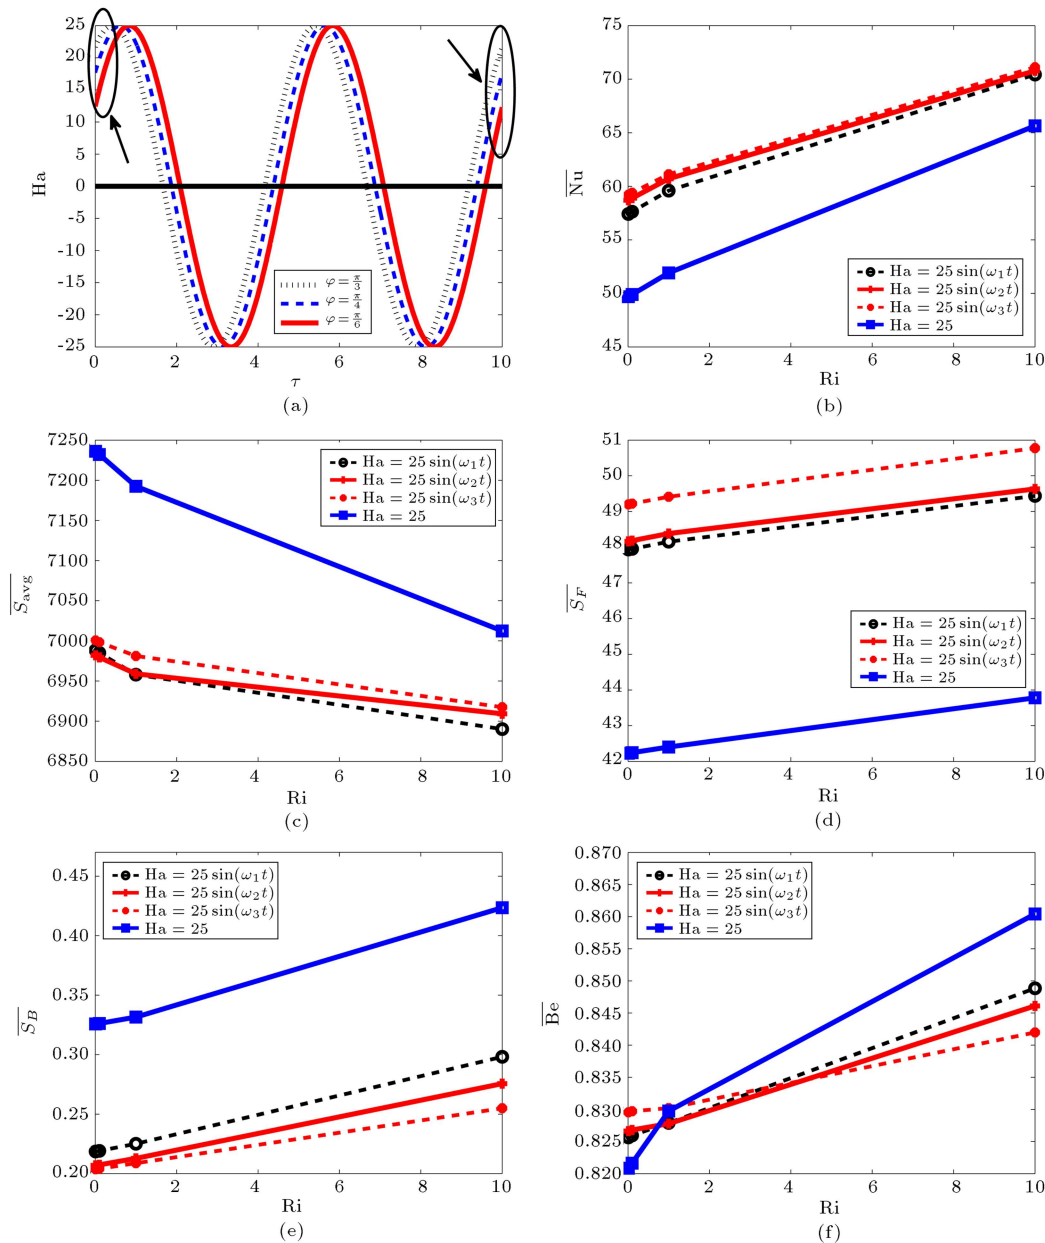 25
20
15
10
5
0
-5
-10
-15
-20
-25
Ha
φ = π/3
φ = π/4
φ = π/6
0 2 4 6 8 10
τ
(a)
75
70
65
60
55
50
45
Nu
Ha = 25 sin(ω₁t)
Ha = 25 sin(ω₂t)
Ha = 25 sin(ω₃t)
Ha = 25
0 2 4 6 8 10
Ri
(b)
7250
7200
7150
7100
7050
7000
6950
6900
6850
S_avg
Ha = 25 sin(ω₁t)
Ha = 25 sin(ω₂t)
Ha = 25 sin(ω₃t)
Ha = 25
0 2 4 6 8 10
Ri
(c)
51
50
49
48
47
46
45
44
43
42
S_F
Ha = 25 sin(ω₁t)
Ha = 25 sin(ω₂t)
Ha = 25 sin(ω₃t)
Ha = 25
0 2 4 6 8 10
Ri
(d)
0.45
0.40
0.35
0.30
0.25
0.20
S_B
Ha = 25 sin(ω₁t)
Ha = 25 sin(ω₂t)
Ha = 25 sin(ω₃t)
Ha = 25
0 2 4 6 8 10
Ri
(e)
0.870
0.865
0.860
0.855
0.850
0.845
0.840
0.835
0.830
0.825
0.820
Be
Ha = 25 sin(ω₁t)
Ha = 25 sin(ω₂t)
Ha = 25 sin(ω₃t)
Ha = 25
0 2 4 6 8 10
Ri
(f)